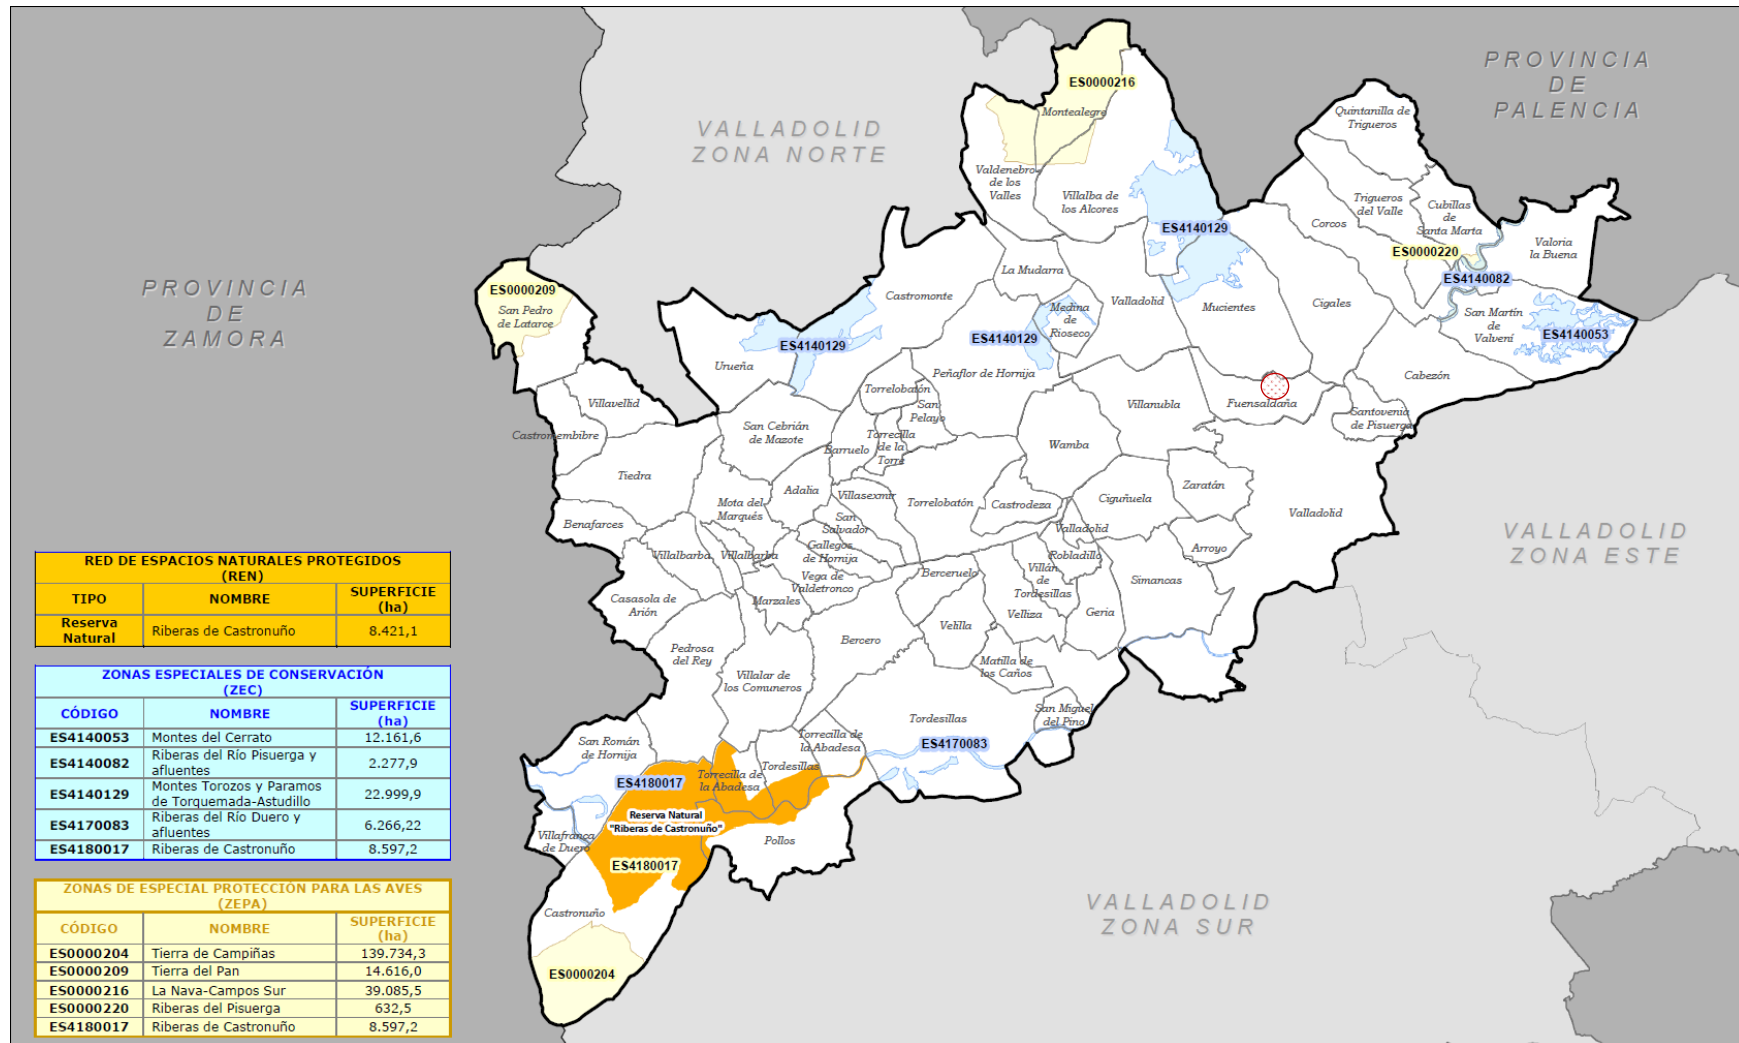 PROVINCIA
DE
PALENCIA
VALLADOLID
ZONA NORTE
PROVINCIA
DE
ZAMORA
VALLADOLID
ZONA ESTE
VALLADOLID
ZONA SUR
ES0000216
Montealegre
Quintanilla de
Trigueros
Valdenebro
de los
Valles
Villalba de
los Alcores
Trigueros
del Valle
Cubillas
de
Santa Marta
Corcos
ES4140129
ES0000220
Valoria
la Buena
ES4140082
La Mudarra
Castromonte
Medina
de
Rioseco
Valladolid
Mucientes
Cigales
San Martín
de
Valvení
ES4140053
ES0000209
San Pedro
de Latarce
ES4140129
ES4140129
Urueña
Peñaflor de Hornija
Cabezón
Torrelobatón
San
Pelayo
Villanubla
Fuensaldaña
Santovenia
de Pisuerga
Villavellid
Castromembibre
San Cebrián
de Mazote
Barruelo
Torrecilla
de la
Torre
Wamba
Tiedra
Adalia
Villasexmir
Torrelobatón
Castrodeza
Ciguñuela
Zaratán
Valladolid
Mota del
Marqués
San
Salvador
Benafarces
Villalbarba
Villalbarba
Gallegos
de Hornija
Valladolid
Robladillo
Arroyo
Vega de
Valdetronco
Berceruelo
Villán
de
Tordesillas
Simancas
Casasola de
Arión
Marzales
Velliza
Geria
Velilla
Bercero
Pedrosa
del Rey
Villalar de
los Comuneros
Matilla de
los Caños
Tordesillas
San Miguel
del Pino
San Román
de Hornija
Torrecilla de
la Abadesa
ES4170083
ES4180017
Torrecilla de
la Abadesa
Tordesillas
Reserva Natural
"Riberas de Castronuño"
Villafranca
de Duero
Pollos
ES4180017
Castronuño
ES0000204
RED DE ESPACIOS NATURALES PROTEGIDOS
(REN)
TIPO NOMBRE SUPERFICIE (ha)
Reserva Natural Riberas de Castronuño 8.421,1
ZONAS ESPECIALES DE CONSERVACIÓN
(ZEC)
CÓDIGO NOMBRE SUPERFICIE (ha)
ES4140053 Montes del Cerrato 12.161,6
ES4140082 Riberas del Río Pisuerga y afluentes 2.277,9
ES4140129 Montes Torozos y Paramos de Torquemada-Astudillo 22.999,9
ES4170083 Riberas del Río Duero y afluentes 6.266,22
ES4180017 Riberas de Castronuño 8.597,2
ZONAS DE ESPECIAL PROTECCIÓN PARA LAS AVES
(ZEPA)
CÓDIGO NOMBRE SUPERFICIE (ha)
ES0000204 Tierra de Campiñas 139.734,3
ES0000209 Tierra del Pan 14.616,0
ES0000216 La Nava-Campos Sur 39.085,5
ES0000220 Riberas del Pisuerga 632,5
ES4180017 Riberas de Castronuño 8.597,2